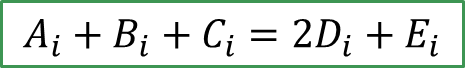 A_i + B_i + C_i = 2D_i + E_i